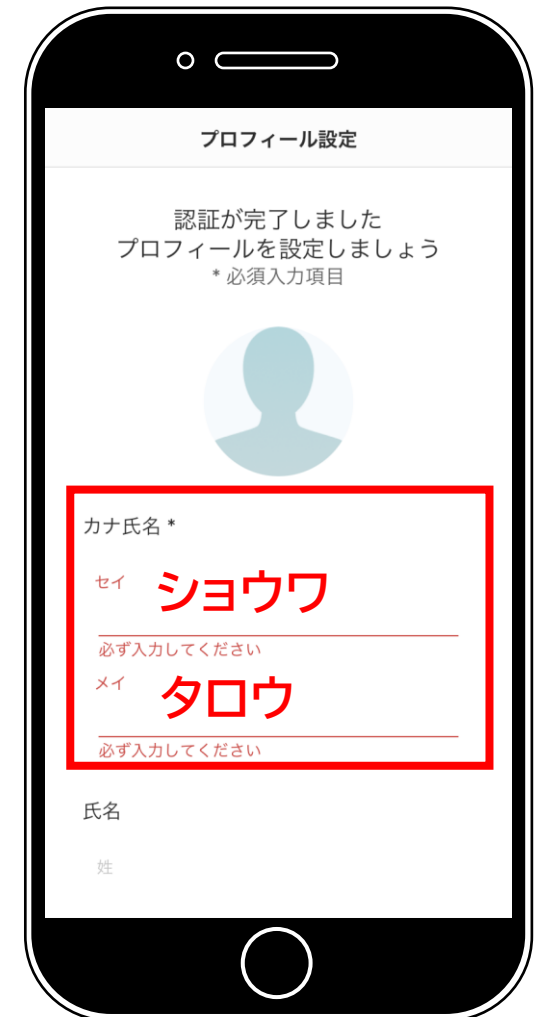 プロフィール設定
認証が完了しました
プロフィールを設定しましょう
* 必須入力項目
カナ氏名 *
セイ ショウワ
必ず入力してください
メイ タロウ
必ず入力してください
氏名
姓